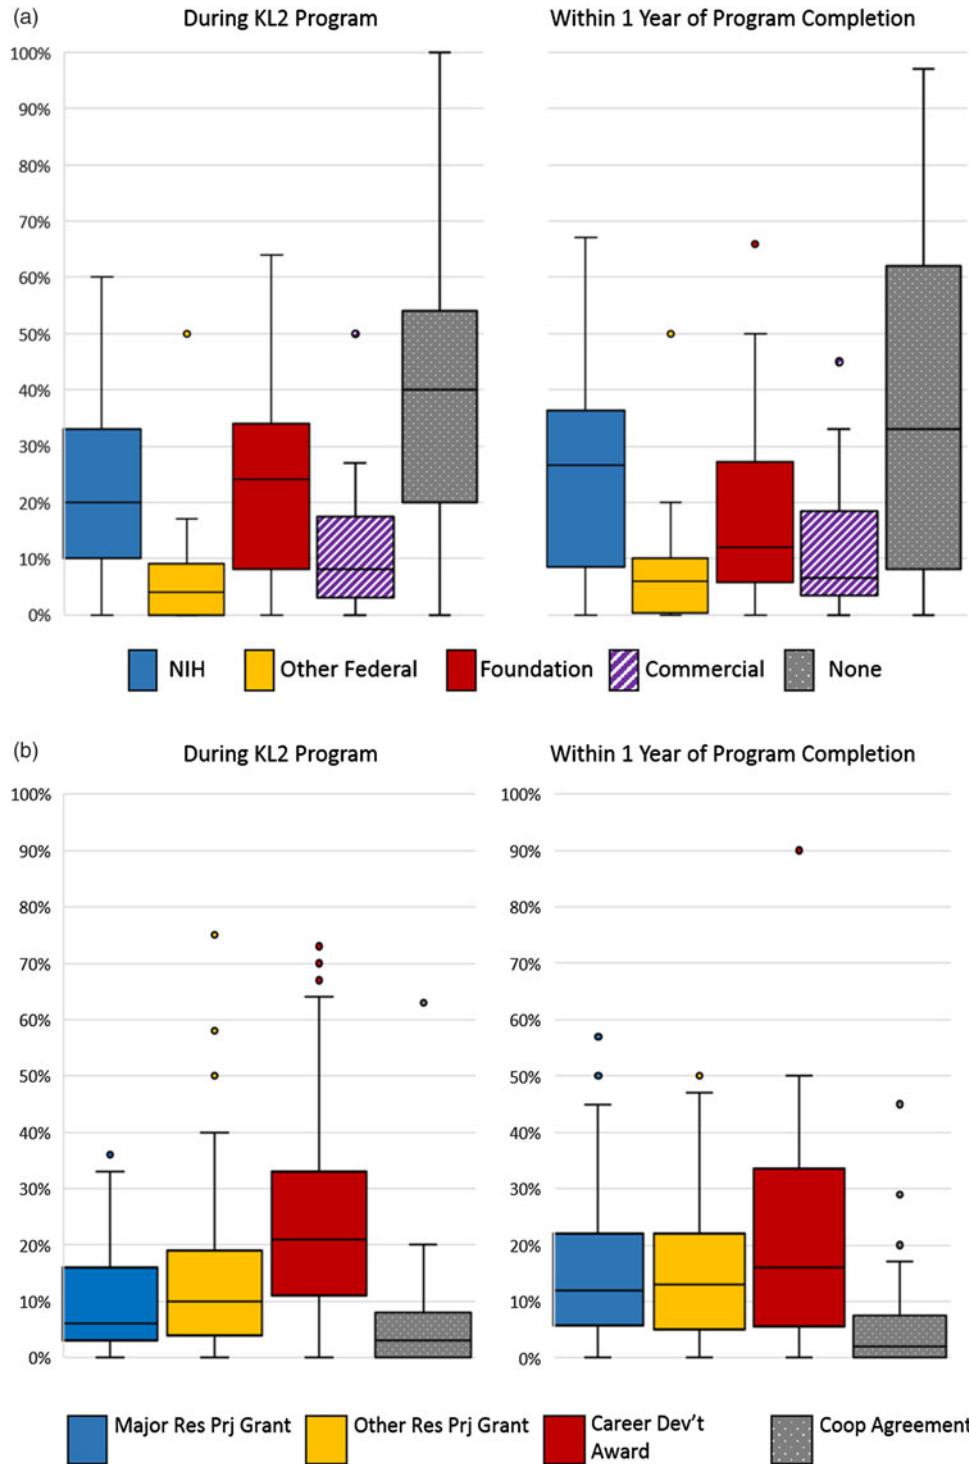 (a)
During KL2 Program
Within 1 Year of Program Completion
100%
90%
80%
70%
60%
50%
40%
30%
20%
10%
0%
NIH
Other Federal
Foundation
Commercial
None
(b)
During KL2 Program
Within 1 Year of Program Completion
100%
90%
80%
70%
60%
50%
40%
30%
20%
10%
0%
100%
90%
80%
70%
60%
50%
40%
30%
20%
10%
0%
Major Res Prj Grant
Other Res Prj Grant
Career Dev't
Award
Coop Agreement